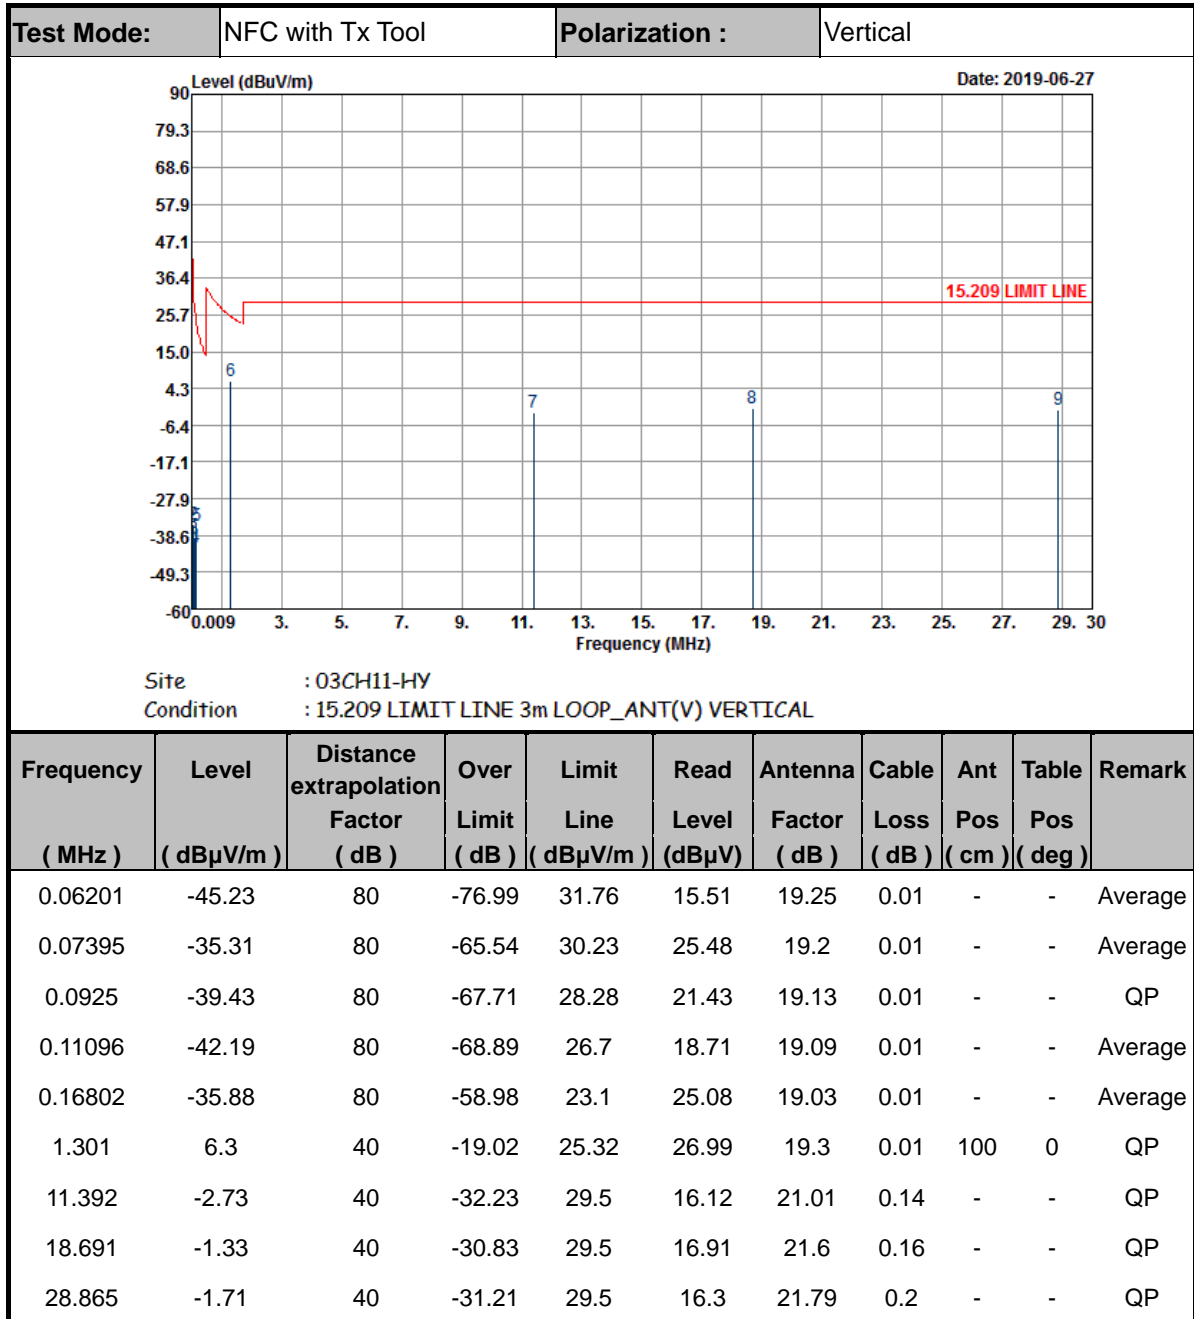 Test Mode: NFC with Tx Tool Polarization : Vertical
Level (dBuV/m) Date: 2019-06-27
90
79.3
68.6
57.9
47.1
36.4
15.209 LIMIT LINE
25.7
15.0
6
4.3
7 8 9
-6.4
-17.1
-27.9
5
-38.6
-49.3
-60
0.009 3. 5. 7. 9. 11. 13. 15. 17. 19. 21. 23. 25. 27. 29. 30
Frequency (MHz)
Site : 03CH11-HY
Condition : 15.209 LIMIT LINE 3m LOOP_ANT(V) VERTICAL
Frequency Level Distance extrapolation Over Limit Read Antenna Cable Ant Table Remark
Factor Limit Line Level Factor Loss Pos Pos
( MHz ) ( dBµV/m ) ( dB ) ( dB ) ( dBµV/m ) (dBµV) ( dB ) ( dB ) ( cm ) ( deg )
0.06201 -45.23 80 -76.99 31.76 15.51 19.25 0.01 - - Average
0.07395 -35.31 80 -65.54 30.23 25.48 19.2 0.01 - - Average
0.0925 -39.43 80 -67.71 28.28 21.43 19.13 0.01 - - QP
0.11096 -42.19 80 -68.89 26.7 18.71 19.09 0.01 - - Average
0.16802 -35.88 80 -58.98 23.1 25.08 19.03 0.01 - - Average
1.301 6.3 40 -19.02 25.32 26.99 19.3 0.01 100 0 QP
11.392 -2.73 40 -32.23 29.5 16.12 21.01 0.14 - - QP
18.691 -1.33 40 -30.83 29.5 16.91 21.6 0.16 - - QP
28.865 -1.71 40 -31.21 29.5 16.3 21.79 0.2 - - QP